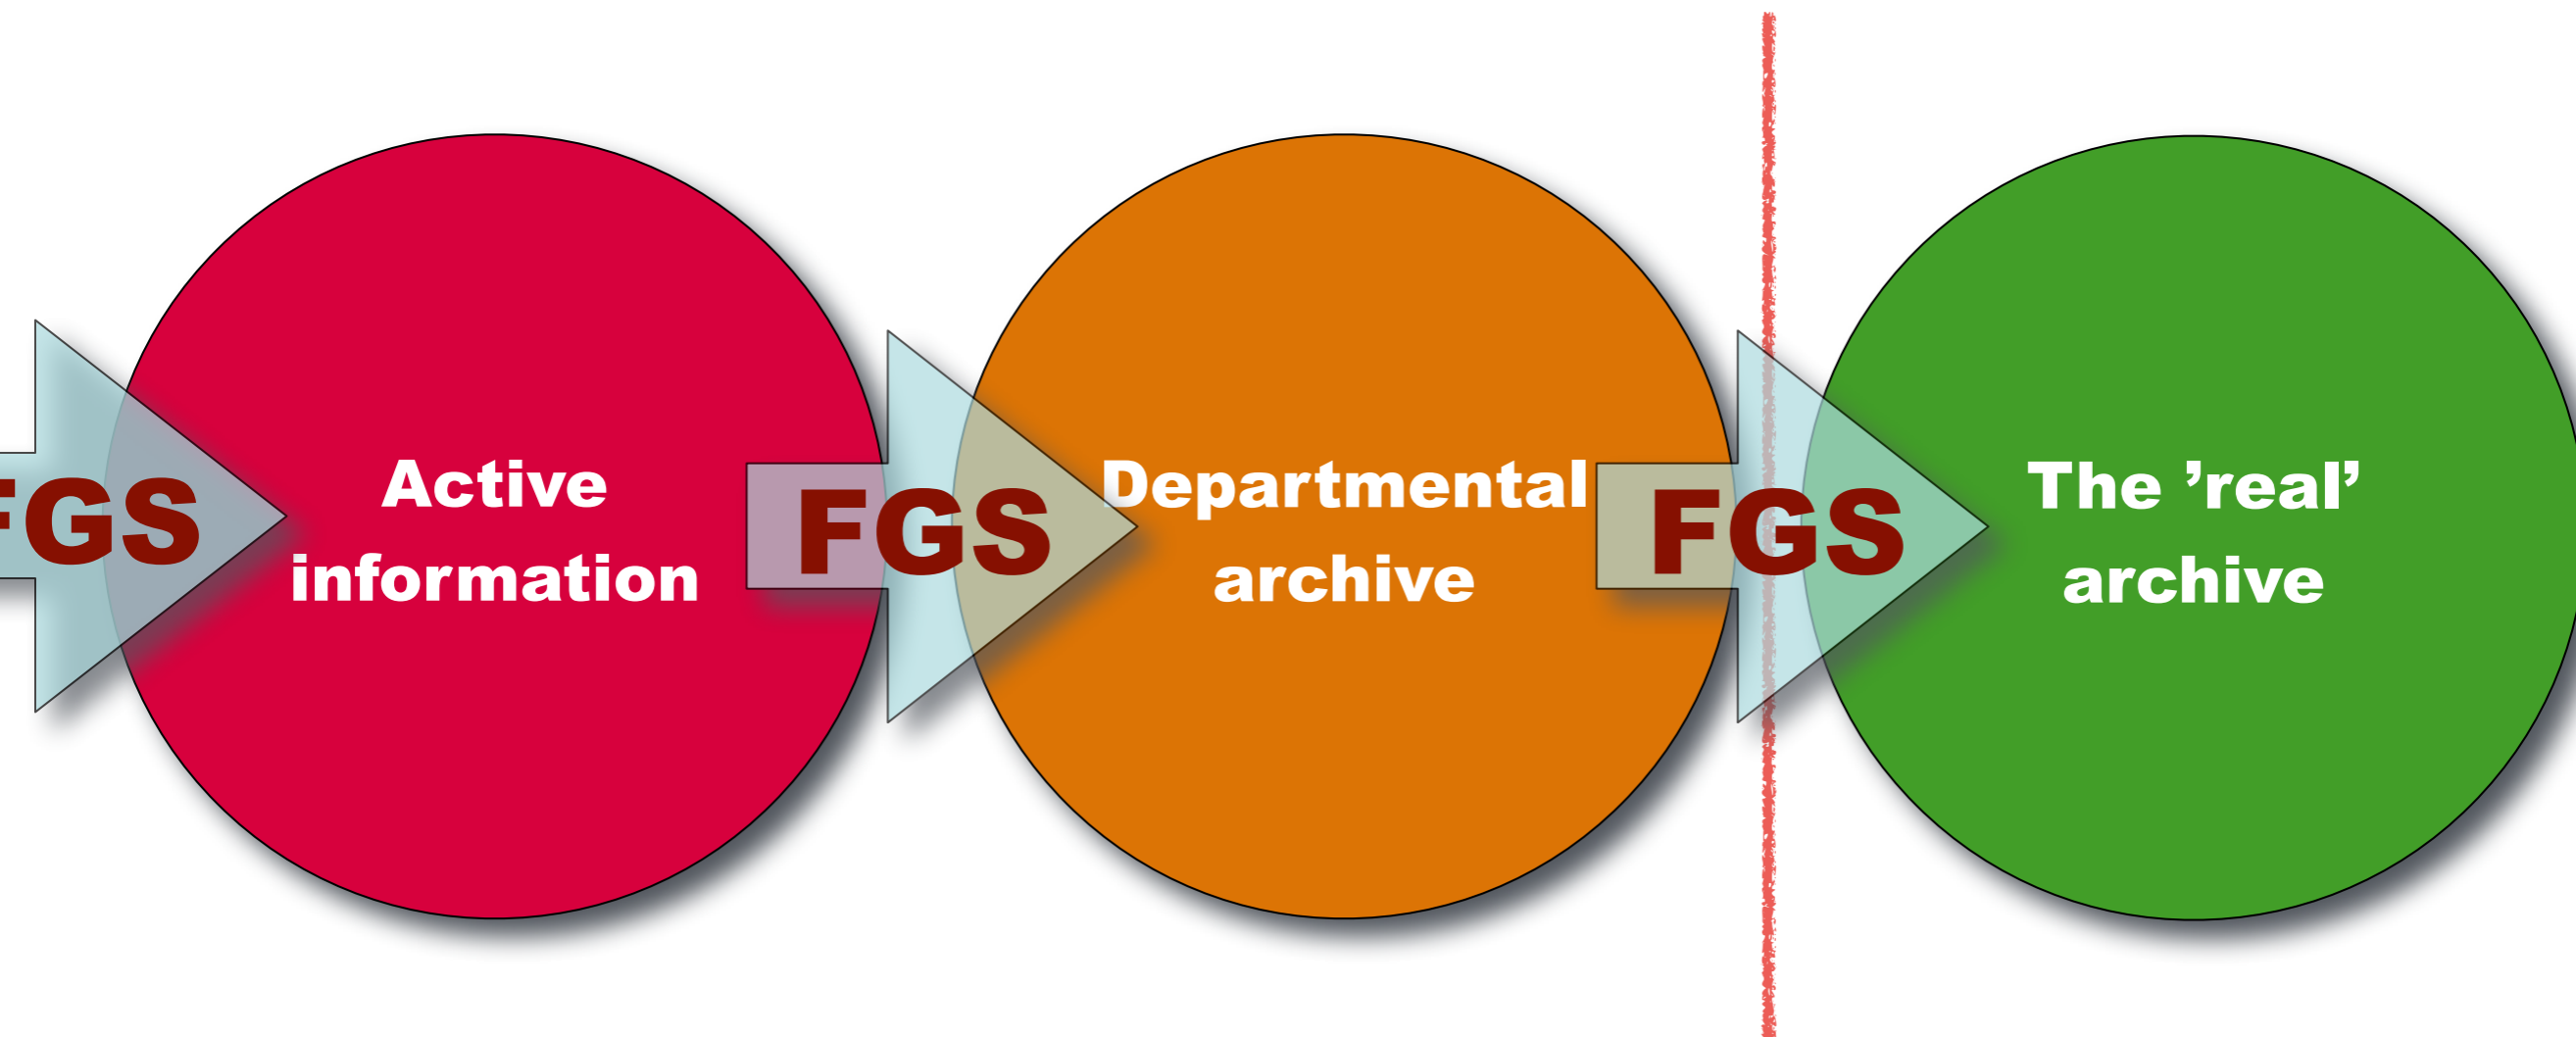 FGS
Active
information
FGS
Departmental
archive
FGS
The ’real’
archive